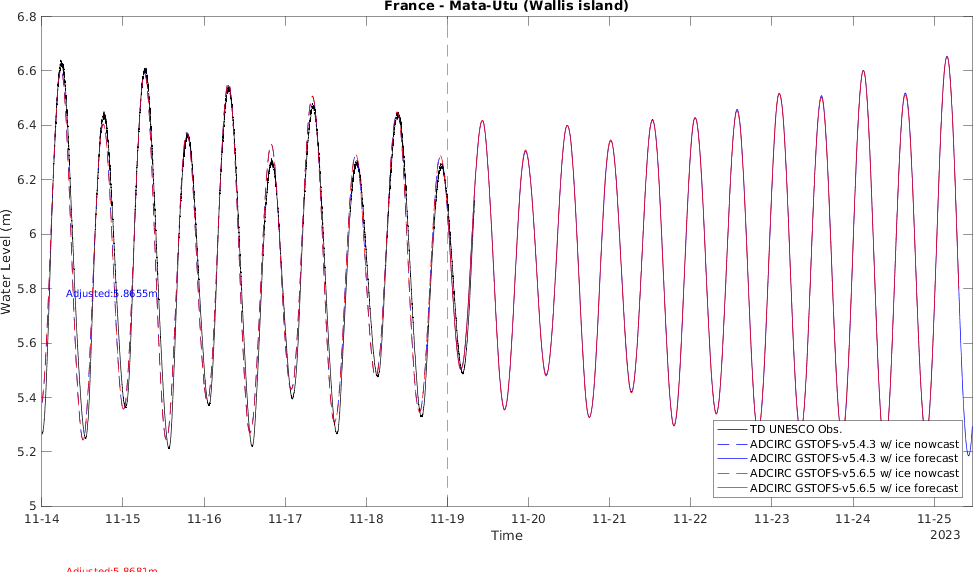 France - Mata-Utu (Wallis island)
6.8
6.6
6.4
6.2
6
5.8
5.6
5.4
5.2
5
Water Level (m)
Adjusted:5.8655m
TD UNESCO Obs.
ADCIRC GSTOFS-v5.4.3 w/ ice nowcast
ADCIRC GSTOFS-v5.4.3 w/ ice forecast
ADCIRC GSTOFS-v5.6.5 w/ ice nowcast
ADCIRC GSTOFS-v5.6.5 w/ ice forecast
11-14 11-15 11-16 11-17 11-18 11-19 11-20 11-21 11-22 11-23 11-24 11-25
2023
Time
Adjusted:5.8681m